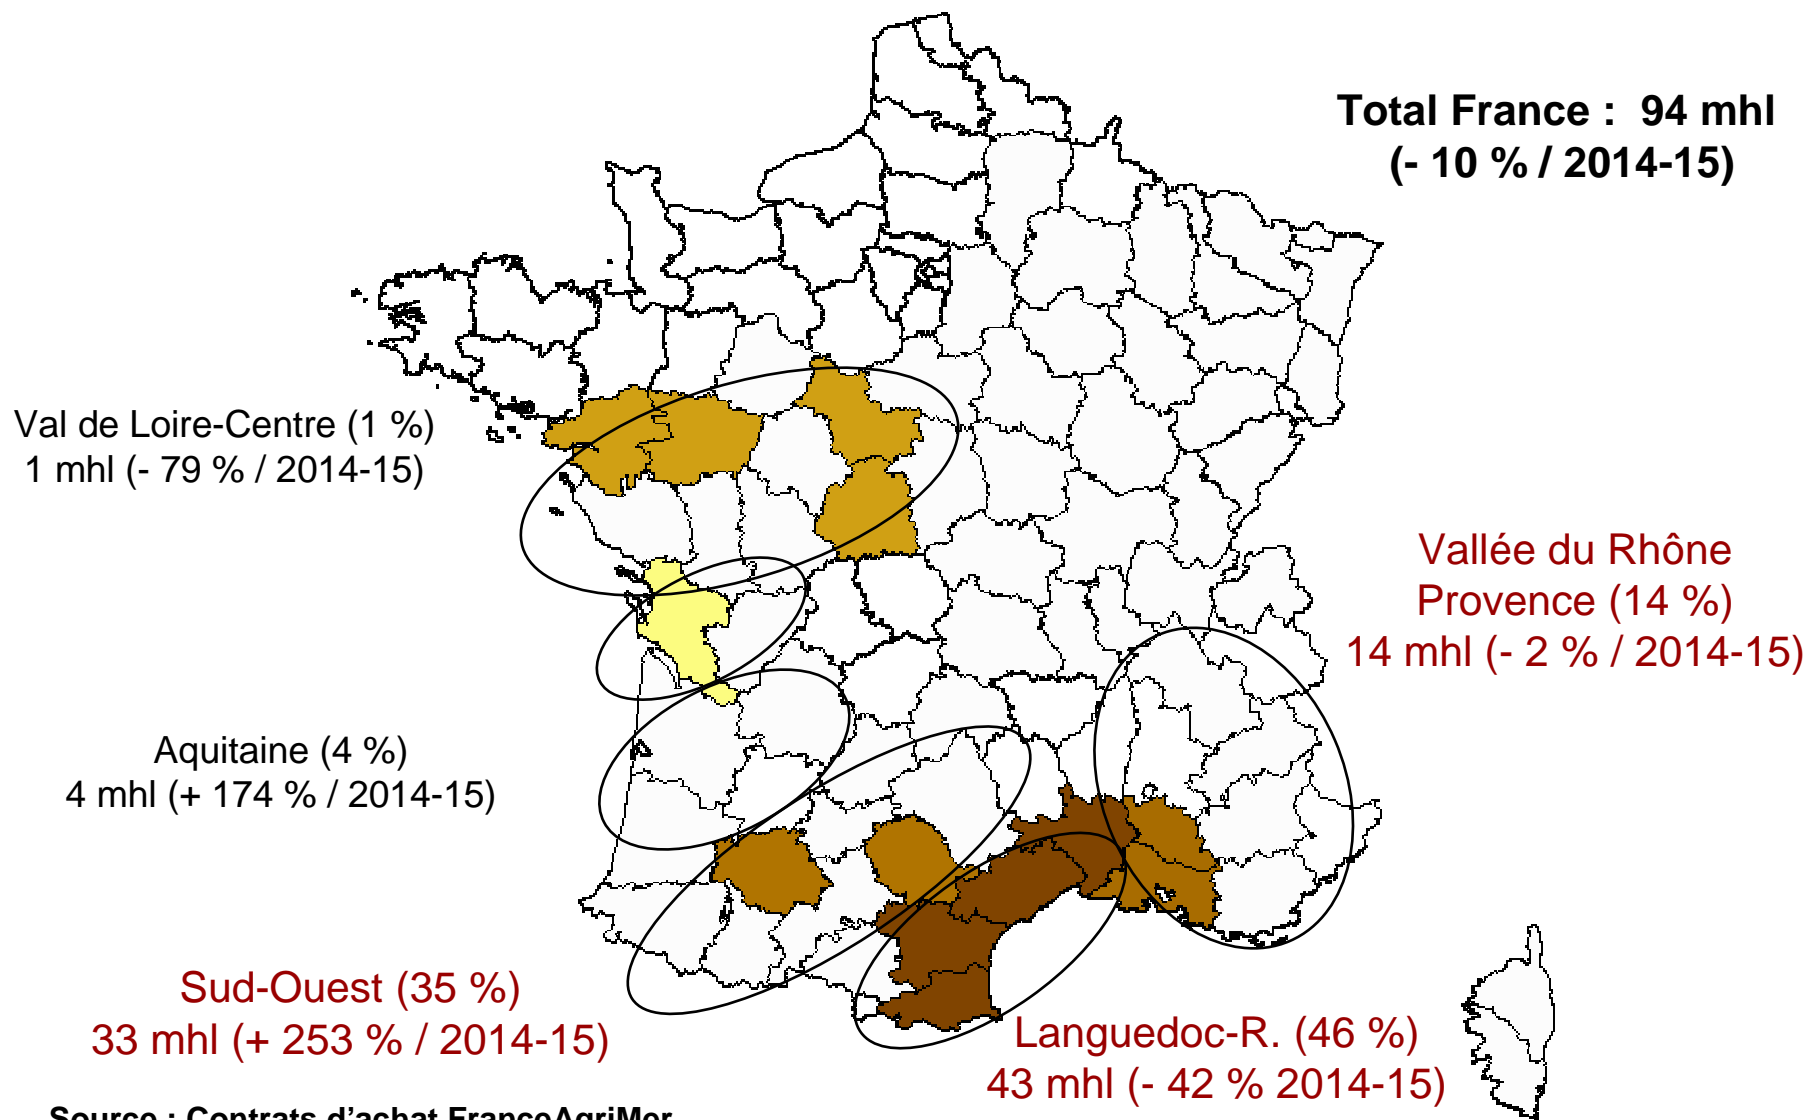 Total France : 94 mhl
(- 10 % / 2014-15)
Val de Loire-Centre (1 %)
1 mhl (- 79 % / 2014-15)
Vallée du Rhône
Provence (14 %)
14 mhl (- 2 % / 2014-15)
Aquitaine (4 %)
4 mhl (+ 174 % / 2014-15)
Sud-Ouest (35 %)
33 mhl (+ 253 % / 2014-15)
Languedoc-R. (46 %)
43 mhl (- 42 % 2014-15)
Source : Contrats d'achat FranceAgriMer